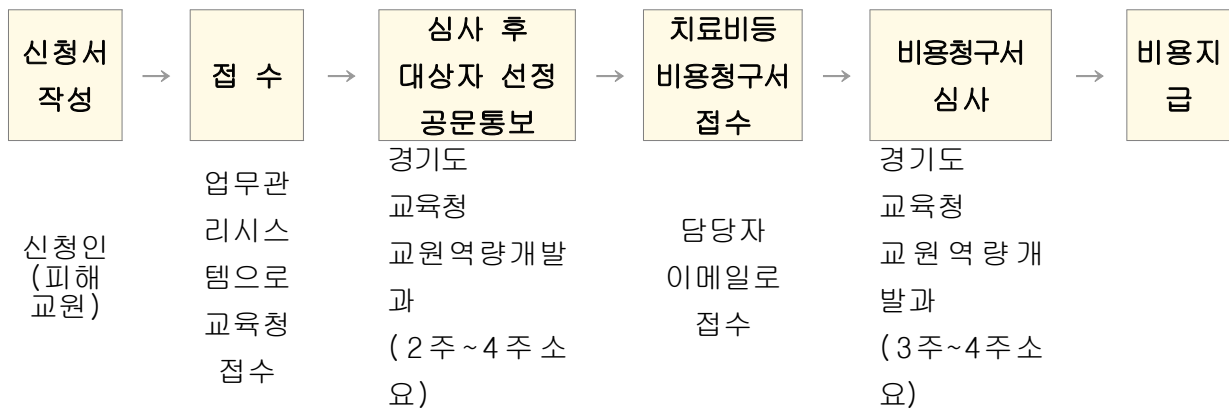 신청서
작성
→
접 수
→
심사 후
대상자 선정
공문통보
→
치료비등
비용청구서
접수
→
비용청구서
심사
→
비용지
급
신청인
(피해
교원)
업무관
리시스
템으로
교육청
접수
경기도
교육청
교원역량개발
과
(2주~4주소
요)
담당자
이메일로
접수
경기도
교육청
교원역량개
발과
(3주~4주소
요)